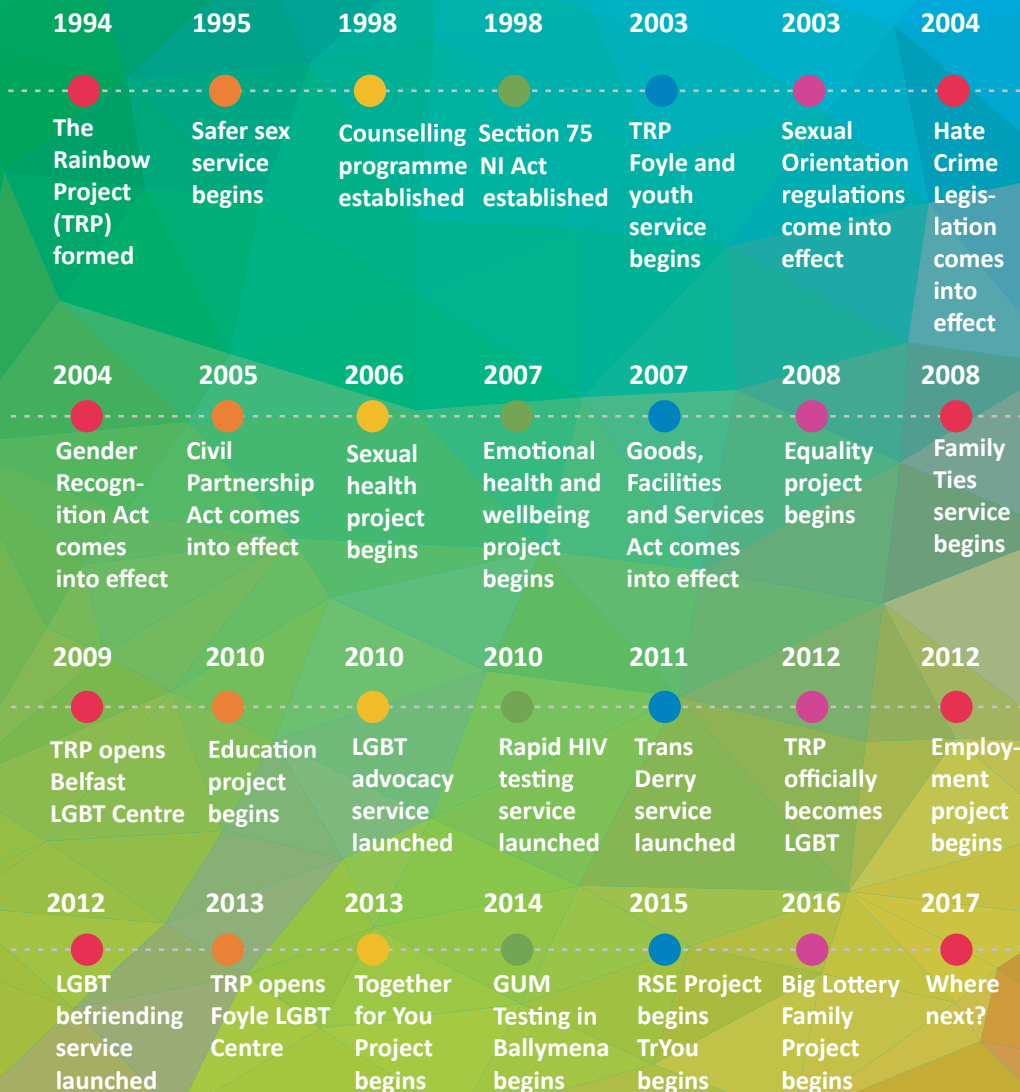 1994
The
Rainbow
Project
(TRP)
formed
1995
Safer sex
service
begins
1998
Counselling
programme
established
1998
Section 75
NI Act
established
2003
TRP
Foyle and
youth
service
begins
2003
Sexual
Orientation
regulations
come into
effect
2004
Hate
Crime
Legis-
lation
comes
into
effect
2004
Gender
Recogn-
ition Act
comes
into effect
2005
Civil
Partnership
Act comes
into effect
2006
Sexual
health
project
begins
2007
Emotional
health and
wellbeing
project
begins
2007
Goods,
Facilities
and Services
Act comes
into effect
2008
Equality
project
begins
2008
Family
Ties
service
begins
2009
TRP opens
Belfast
LGBT Centre
2010
Education
project
begins
2010
LGBT
advocacy
service
launched
2010
Rapid HIV
testing
service
launched
2011
Trans
Derry
service
launched
2012
TRP
officially
becomes
LGBT
2012
Employ-
ment
project
begins
2012
LGBT
befriending
service
launched
2013
TRP opens
Foyle LGBT
Centre
2013
Together
for You
Project
begins
2014
GUM
Testing in
Ballymena
begins
2015
RSE Project
begins
TrYou
begins
2016
Big Lottery
Family
Project
begins
2017
Where
next?